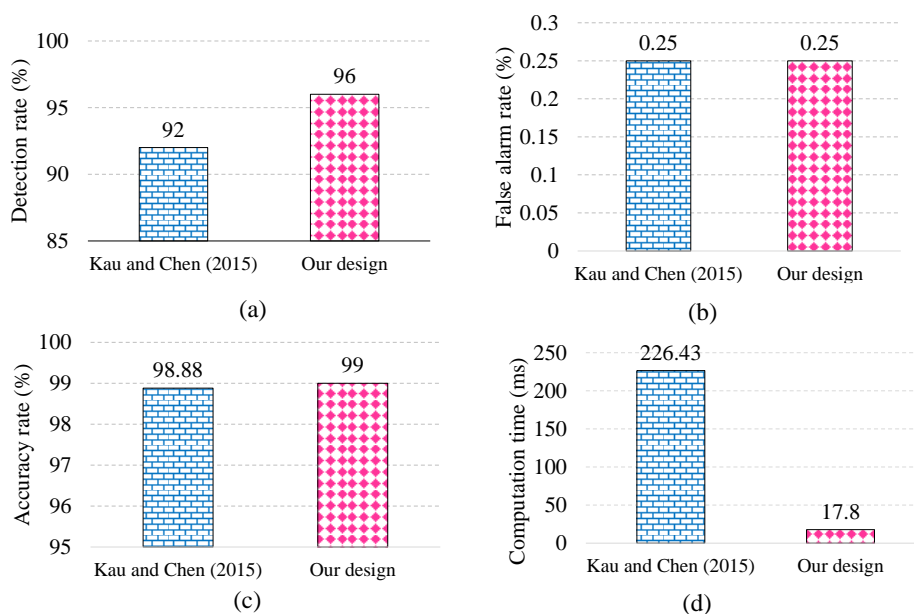 Detection rate (%)
100
95
90
85
92
96
Kau and Chen (2015)
Our design
(a)
False alarm rate (%)
0.3
0.25
0.2
0.15
0.1
0.05
0
0.25
0.25
Kau and Chen (2015)
Our design
(b)
Accuracy rate (%)
100
99
98
97
96
95
98.88
99
Kau and Chen (2015)
Our design
(c)
Computation time (ms)
250
200
150
100
50
0
226.43
17.8
Kau and Chen (2015)
Our design
(d)